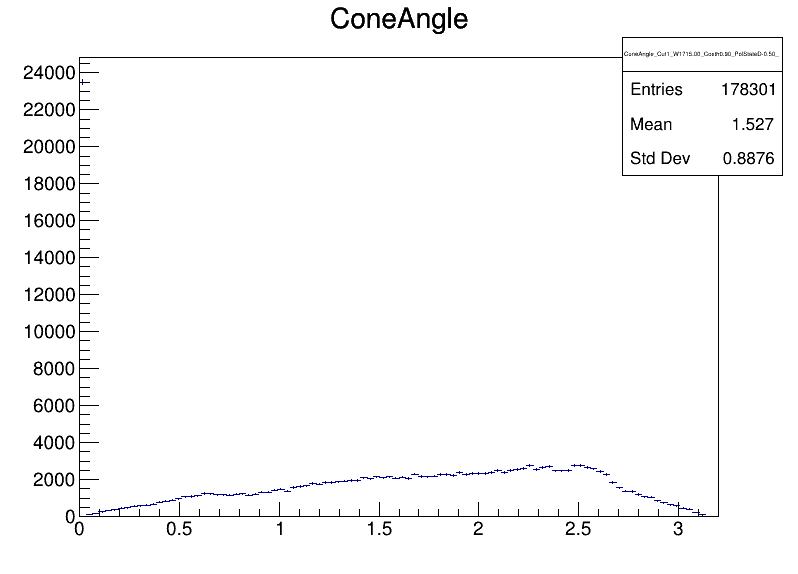 ConeAngle
ConeAngle_Cut1_W1715.00_Costh0.90_PolStateD-0.50_
Entries 178301
Mean 1.527
Std Dev 0.8876
24000
22000
20000
18000
16000
14000
12000
10000
8000
6000
4000
2000
0
0 0.5 1 1.5 2 2.5 3